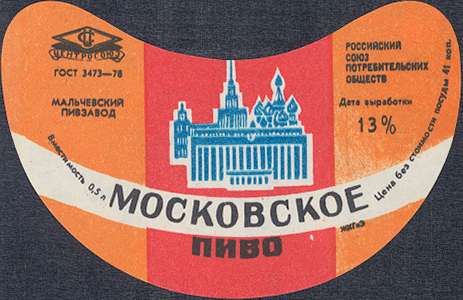 ЦЕНТРОСОЮЗ
ГОСТ 3473—78
МАЛЬЧЕВСКИЙ
ПИВЗАВОД
Вместимость 0,5 л
МОСКОВСКОЕ
ПИВО
РОССИЙСКИЙ
СОЮЗ
ПОТРЕБИТЕЛЬСКИХ
ОБЩЕСТВ
Дата выработки
13%
Цена без стоимости посуды 41 коп.